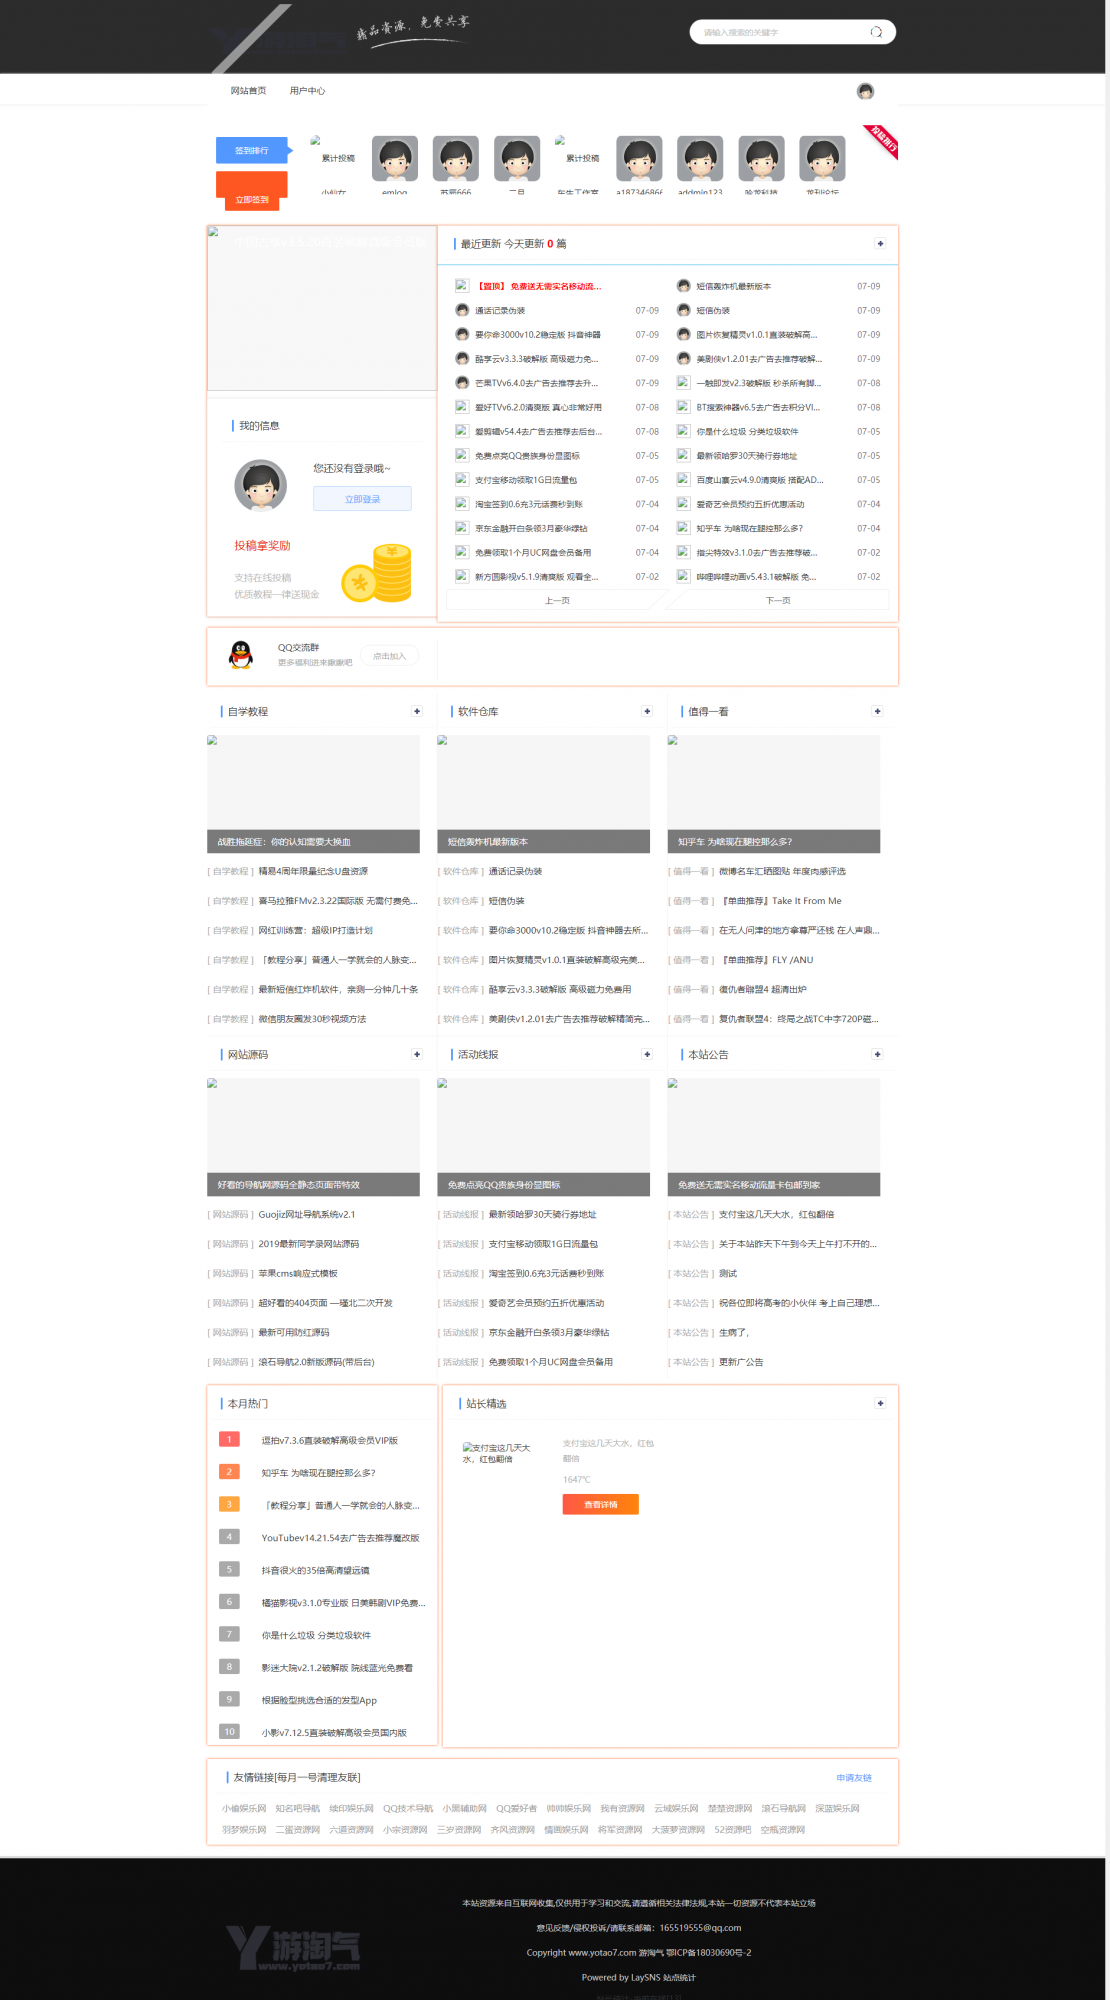 精品资源，免费共享
请输入搜索的关键字
网站首页 用户中心
签到排行
立即签到
累计投稿
累计投稿
投稿排行
小仙女 emlog 苏瑕666 二月 东生工作室 a18734686f addmin123 哈龙科技 龙刊论坛
最近更新 今天更新 0 篇
【置顶】 免费送无需实名移动流...
短信轰炸机最新版本 07-09
通话记录伪装 07-09
短信伪装 07-09
要你命3000v10.2稳定版 抖音神器 07-09
图片恢复精灵v1.0.1直装破解高... 07-09
酷享云v3.3.3破解版 高级磁力免... 07-09
美剧侠v1.2.01去广告去推荐破解... 07-09
芒果TVv6.4.0去广告去推荐去升... 07-09
一触即发v2.3破解版 秒杀所有脚... 07-08
爱好TVv6.2.0清爽版 真心非常好用 07-08
BT搜索神器v6.5去广告去积分VI... 07-08
爱剪辑v54.4去广告去推荐去后台... 07-08
你是什么垃圾 分类垃圾软件 07-05
免费点亮QQ贵族身份显图标 07-05
最新领哈罗30天骑行券地址 07-05
支付宝移动领取1G日流量包 07-05
百度山寨云v4.9.0清爽版 搭配AD... 07-05
淘宝签到0.6充3元话费秒到账 07-04
爱奇艺会员预约五折优惠活动 07-04
京东金融开白条领3月豪华绿钻 07-04
知乎车 为啥现在腿控那么多? 07-04
免费领取1个月UC网盘会员备用 07-04
指尖特效v3.1.0去广告去推荐破... 07-02
新方圆影视v5.1.9清爽版 观看全... 07-02
哔哩哔哩动画v5.43.1破解版 免... 07-02
上一页 下一页
我的信息
您还没有登录哦~
立即登录
投稿拿奖励
支持在线投稿
优质教程一律送现金
QQ交流群
更多福利进来瞅瞅吧
点击加入
自学教程 +
战胜拖延症：你的认知需要大换血
[ 自学教程 ] 精易4周年限量纪念U盘资源
[ 自学教程 ] 喜马拉雅FMv2.3.22国际版 无需付费免...
[ 自学教程 ] 网红训练营：超级IP打造计划
[ 自学教程 ] 「教程分享」普通人一学就会的人脉变...
[ 自学教程 ] 最新短信红炸机软件，亲测一分钟几十条
[ 自学教程 ] 微信朋友圈发30秒视频方法
软件仓库 +
短信轰炸机最新版本
[ 软件仓库 ] 通话记录伪装
[ 软件仓库 ] 短信伪装
[ 软件仓库 ] 要你命3000v10.2稳定版 抖音神器去所...
[ 软件仓库 ] 图片恢复精灵v1.0.1直装破解高级完美...
[ 软件仓库 ] 酷享云v3.3.3破解版 高级磁力免费用
[ 软件仓库 ] 美剧侠v1.2.01去广告去推荐破解精简完...
值得一看 +
知乎车 为啥现在腿控那么多?
[ 值得一看 ] 微博名车汇晒图贴 年度肉感评选
[ 值得一看 ] 『单曲推荐』Take It From Me
[ 值得一看 ] 在无人问津的地方拿尊严还钱 在人声鼎...
[ 值得一看 ] 『单曲推荐』FLY /ANU
[ 值得一看 ] 復仇者聯盟4 超清出炉
[ 值得一看 ] 复仇者联盟4：终局之战TC中字720P磁...
网站源码 +
好看的导航网源码全静态页面带特效
[ 网站源码 ] Guojiz网址导航系统v2.1
[ 网站源码 ] 2019最新同学录网站源码
[ 网站源码 ] 苹果cms响应式模板
[ 网站源码 ] 超好看的404页面 —瑾北二次开发
[ 网站源码 ] 最新可用防红源码
[ 网站源码 ] 滚石导航2.0新版源码(带后台)
活动线报 +
免费点亮QQ贵族身份显图标
[ 活动线报 ] 最新领哈罗30天骑行券地址
[ 活动线报 ] 支付宝移动领取1G日流量包
[ 活动线报 ] 淘宝签到0.6充3元话费秒到账
[ 活动线报 ] 爱奇艺会员预约五折优惠活动
[ 活动线报 ] 京东金融开白条领3月豪华绿钻
[ 活动线报 ] 免费领取1个月UC网盘会员备用
本站公告 +
免费送无需实名移动流量卡包邮到家
[ 本站公告 ] 支付宝这几天大水，红包翻倍
[ 本站公告 ] 关于本站昨天下午到今天上午打不开的...
[ 本站公告 ] 测试
[ 本站公告 ] 祝各位即将高考的小伙伴 考上自己理想...
[ 本站公告 ] 生病了，
[ 本站公告 ] 更新广公告
本月热门
1 逗拍v7.3.6直装破解高级会员VIP版
2 知乎车 为啥现在腿控那么多?
3 「教程分享」普通人一学就会的人脉变...
4 YouTubev14.21.54去广告去推荐魔改版
5 抖音很火的35倍高清望远镜
6 橘猫影视v3.1.0专业版 日美韩剧VIP免费...
7 你是什么垃圾 分类垃圾软件
8 影迷大院v2.1.2破解版 院线蓝光免费看
9 根据脸型挑选合适的发型App
10 小影v7.12.5直装破解高级会员国内版
站长精选 +
支付宝这几天大
水，红包翻倍
支付宝这几天大水，红包
翻倍
1647℃
查看详情
友情链接[每月一号清理友联] 申请友链
小偷娱乐网 知名吧导航 续印娱乐网 QQ技术导航 小黑辅助网 QQ爱好者 帅帅娱乐网 我有资源网 云城娱乐网 楚楚资源网 滚石导航网 深蓝娱乐网
羽梦娱乐网 二蛋资源网 六道资源网 小宗资源网 三岁资源网 齐风资源网 情画娱乐网 将军资源网 大菠萝资源网 52资源吧 空瓶资源网
游淘气
www.yotao7.com
本站资源来自互联网收集,仅供用于学习和交流,请遵循相关法律法规,本站一切资源不代表本站立场
意见反馈/侵权投诉/请联系邮箱：165519555@qq.com
Copyright www.yotao7.com 游淘气 鄂ICP备18030690号-2
Powered by LaySNS 站点统计